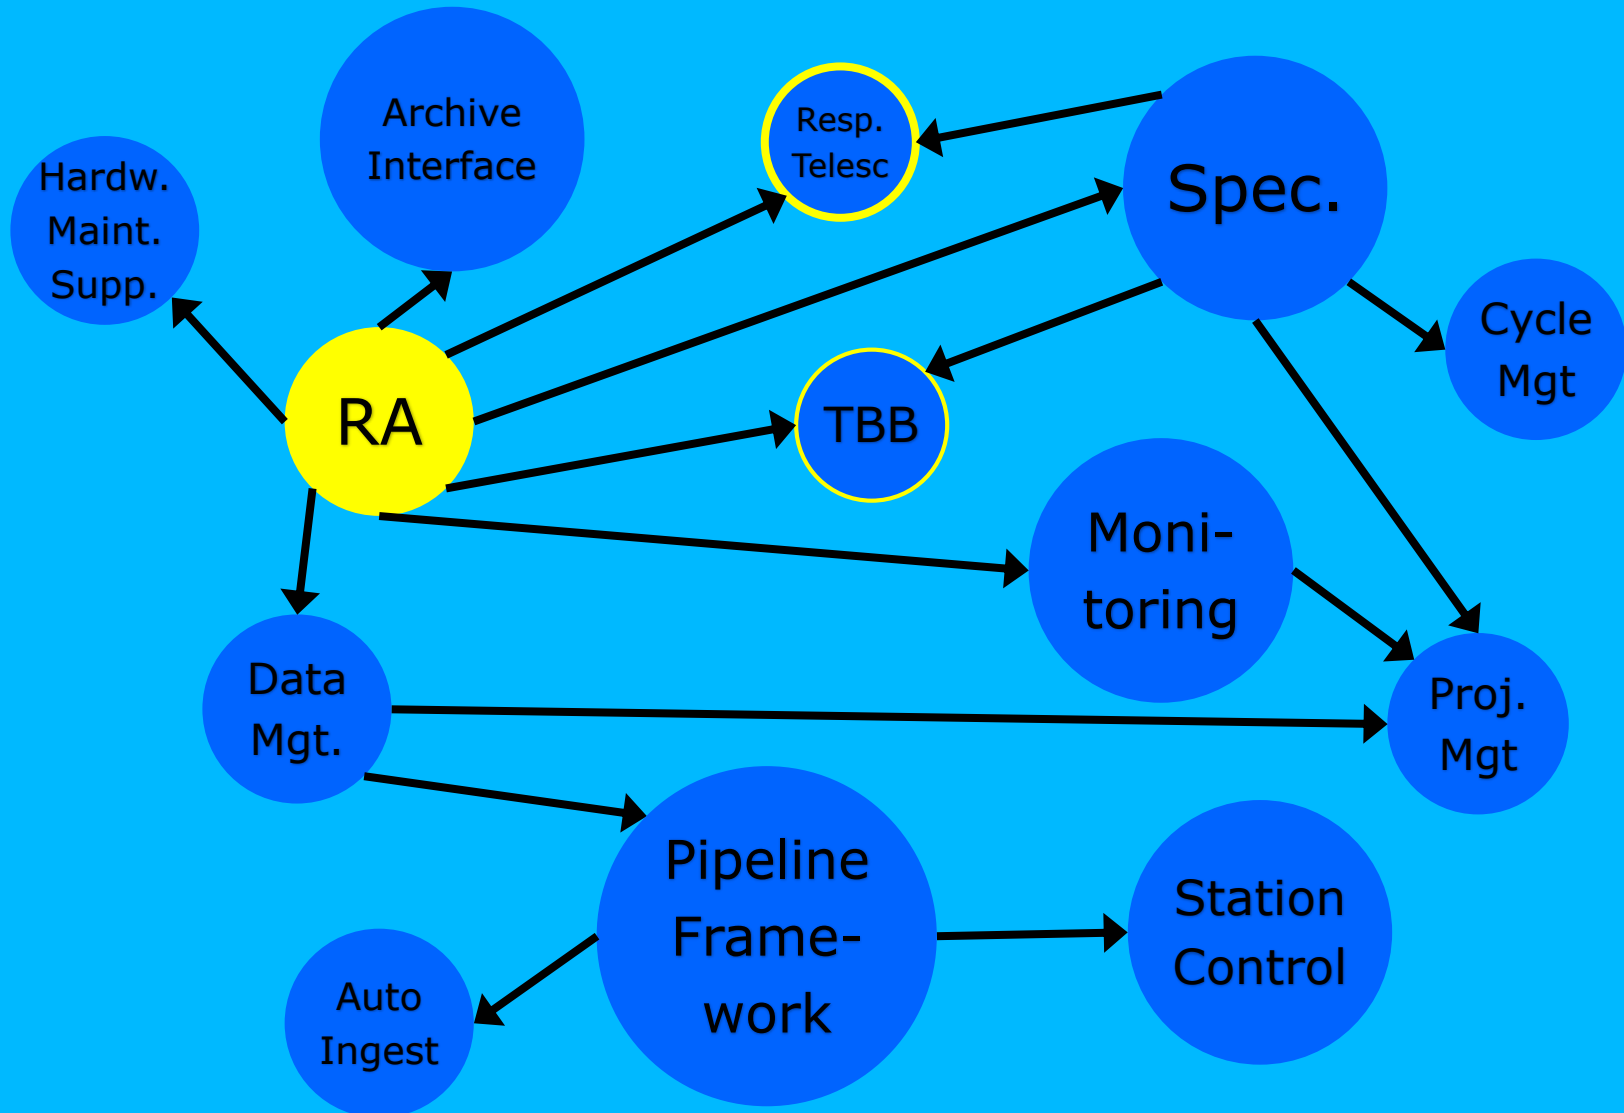 Archive
Interface
Resp.
Telesc
Spec.
Hardw.
Maint.
Supp.
Cycle
Mgt
RA
TBB
Moni-
toring
Data
Mgt.
Proj.
Mgt
Pipeline
Frame-
work
Station
Control
Auto
Ingest